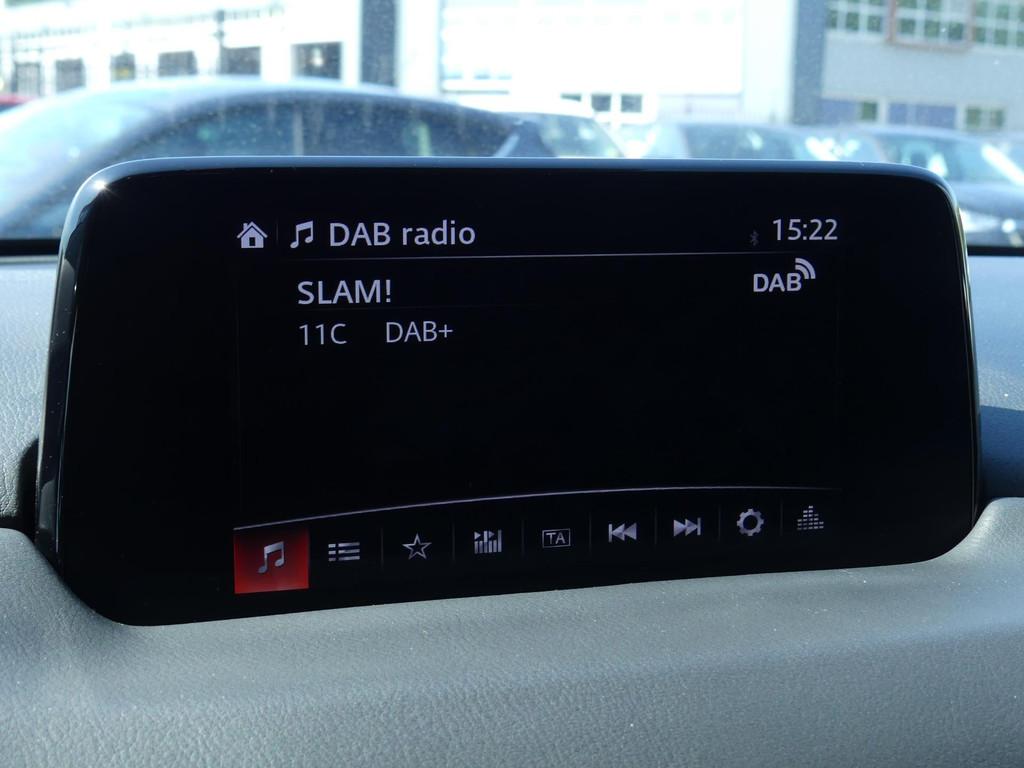 DAB radio 15:22
SLAM! DAB
11C DAB+
TA